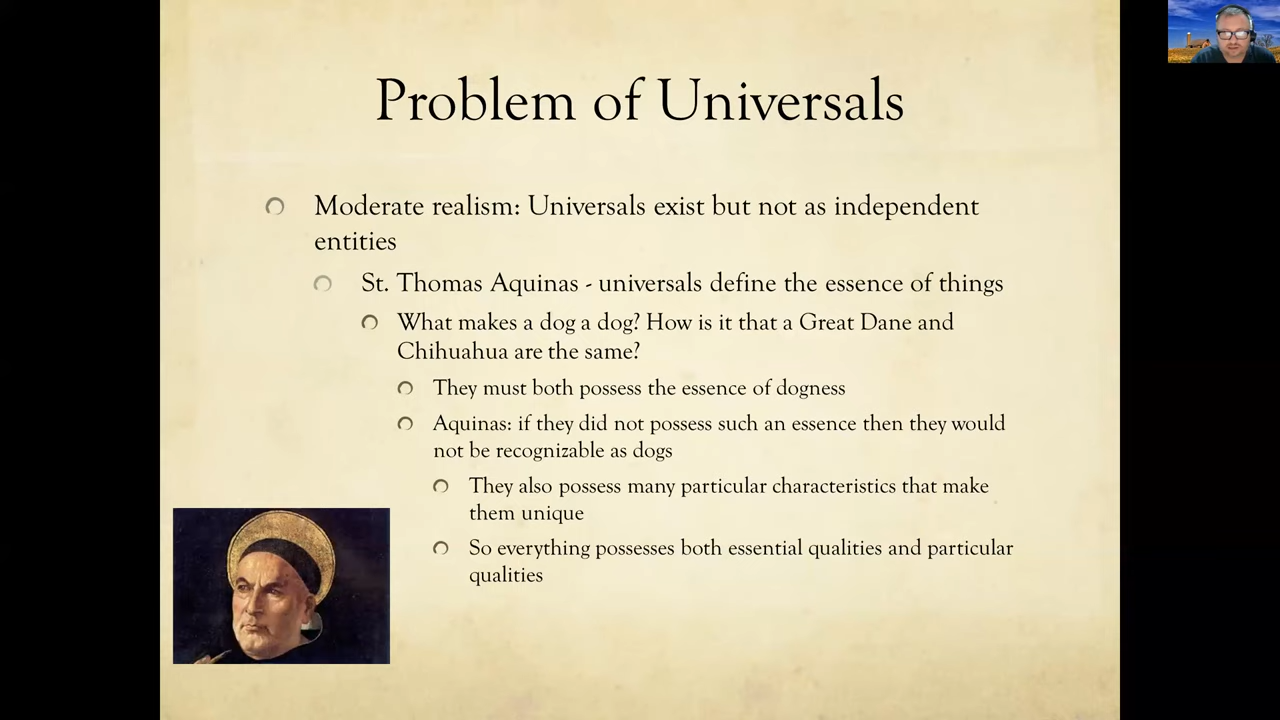 Problem of Universals
Moderate realism: Universals exist but not as independent
entities
St. Thomas Aquinas - universals define the essence of things
What makes a dog a dog? How is it that a Great Dane and
Chihuahua are the same?
They must both possess the essence of dogness
Aquinas: if they did not possess such an essence then they would
not be recognizable as dogs
They also possess many particular characteristics that make
them unique
So everything possesses both essential qualities and particular
qualities